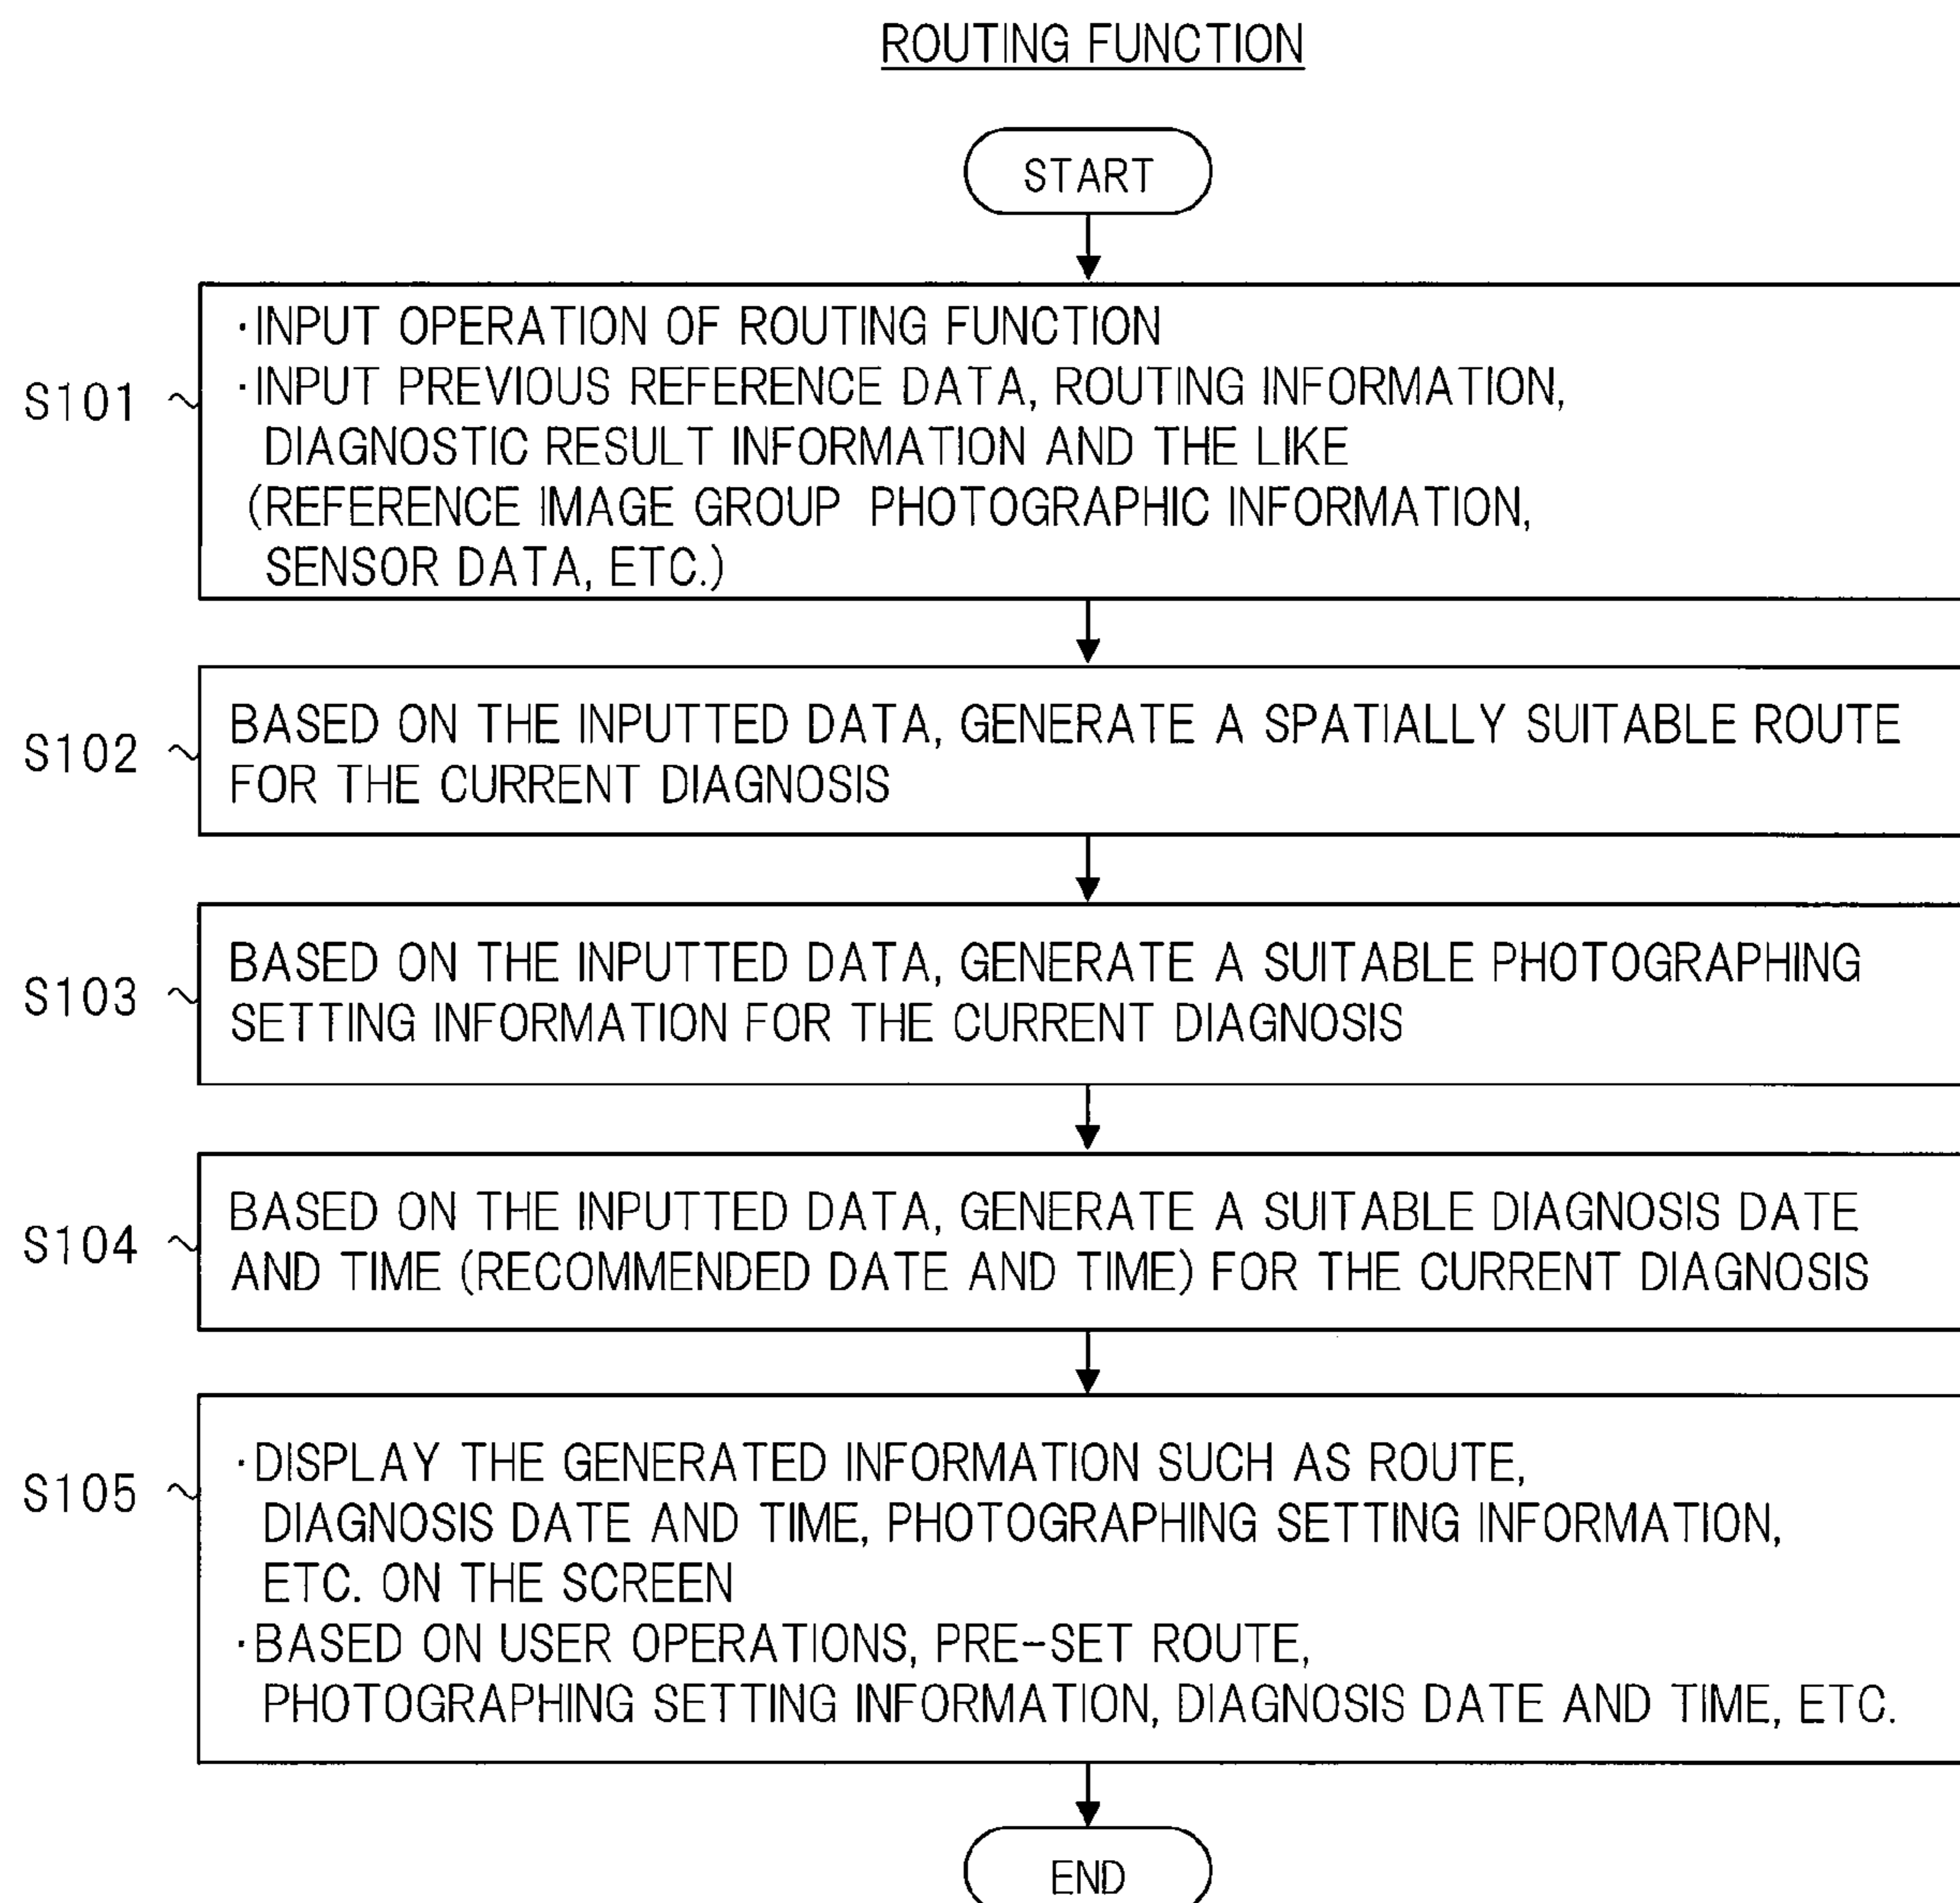 ROUTING FUNCTION
START
S101
·INPUT OPERATION OF ROUTING FUNCTION
·INPUT PREVIOUS REFERENCE DATA, ROUTING INFORMATION,
DIAGNOSTIC RESULT INFORMATION AND THE LIKE
(REFERENCE IMAGE GROUP PHOTOGRAPHIC INFORMATION,
SENSOR DATA, ETC.)
S102
BASED ON THE INPUTTED DATA, GENERATE A SPATIALLY SUITABLE ROUTE
FOR THE CURRENT DIAGNOSIS
S103
BASED ON THE INPUTTED DATA, GENERATE A SUITABLE PHOTOGRAPHING
SETTING INFORMATION FOR THE CURRENT DIAGNOSIS
S104
BASED ON THE INPUTTED DATA, GENERATE A SUITABLE DIAGNOSIS DATE
AND TIME (RECOMMENDED DATE AND TIME) FOR THE CURRENT DIAGNOSIS
S105
·DISPLAY THE GENERATED INFORMATION SUCH AS ROUTE,
DIAGNOSIS DATE AND TIME, PHOTOGRAPHING SETTING INFORMATION,
ETC. ON THE SCREEN
·BASED ON USER OPERATIONS, PRE-SET ROUTE,
PHOTOGRAPHING SETTING INFORMATION, DIAGNOSIS DATE AND TIME, ETC.
END